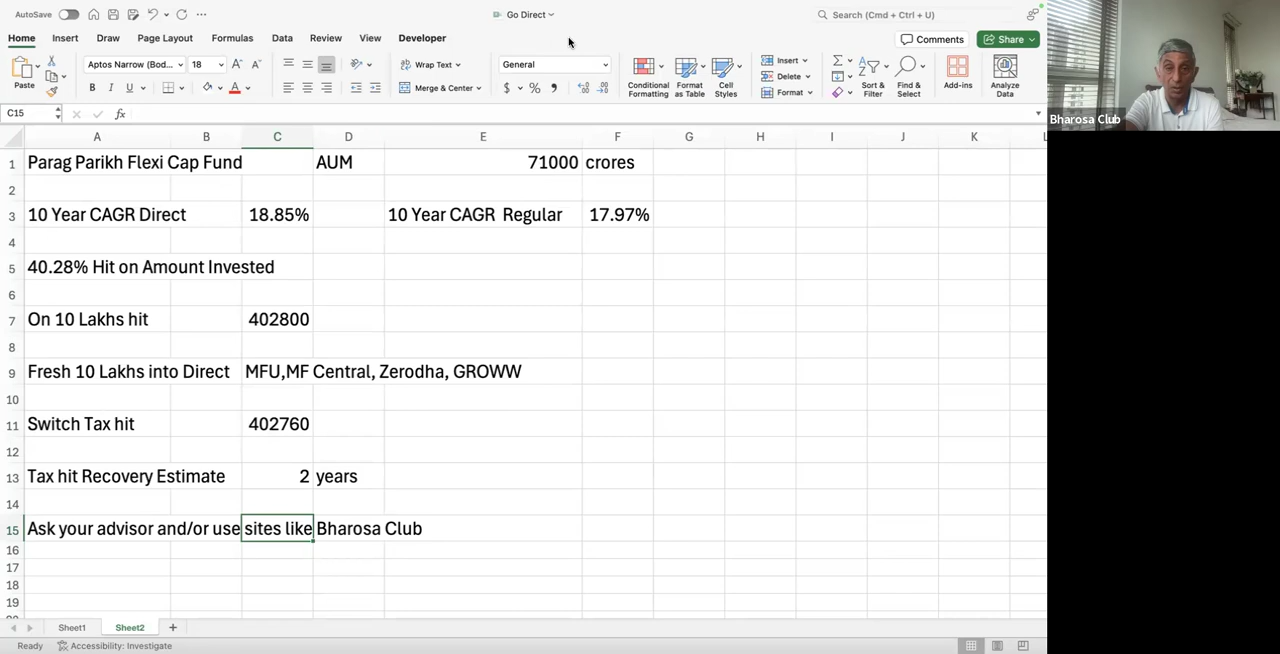 AutoSave
Go Direct
Search (Cmd + Ctrl + U)
Home Insert Draw Page Layout Formulas Data Review View Developer
Comments Share
Paste
Aptos Narrow (Bod... 18
Wrap Text
General
Merge & Center
Conditional Formatting
Format as Table
Cell Styles
Insert
Delete
Format
Sort & Filter
Find & Select
Add-ins
Analyze Data
C15 fx
A B C D E F G H I J K L
1 Parag Parikh Flexi Cap Fund AUM 71000 crores
2
3 10 Year CAGR Direct 18.85% 10 Year CAGR Regular 17.97%
4
5 40.28% Hit on Amount Invested
6
7 On 10 Lakhs hit 402800
8
9 Fresh 10 Lakhs into Direct MFU,MF Central, Zerodha, GROWW
10
11 Switch Tax hit 402760
12
13 Tax hit Recovery Estimate 2 years
14
15 Ask your advisor and/or use sites like Bharosa Club
16
17
18
19
Sheet1 Sheet2 +
Ready Accessibility: Investigate
Bharosa Club